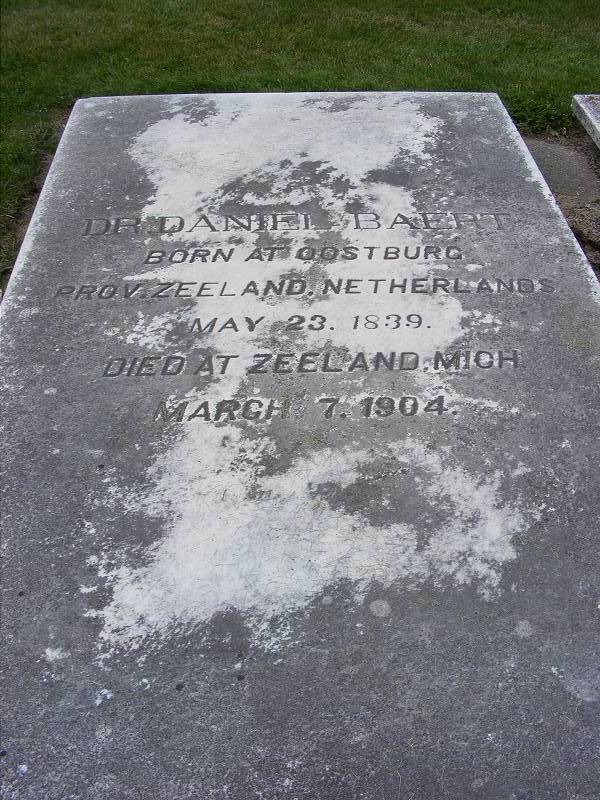 DR. DANIEL BAERT
BORN AT OOSTBURG
PROV. ZEELAND, NETHERLANDS.
MAY 23. 1839.
DIED AT ZEELAND, MICH
MARCH 7. 1904.